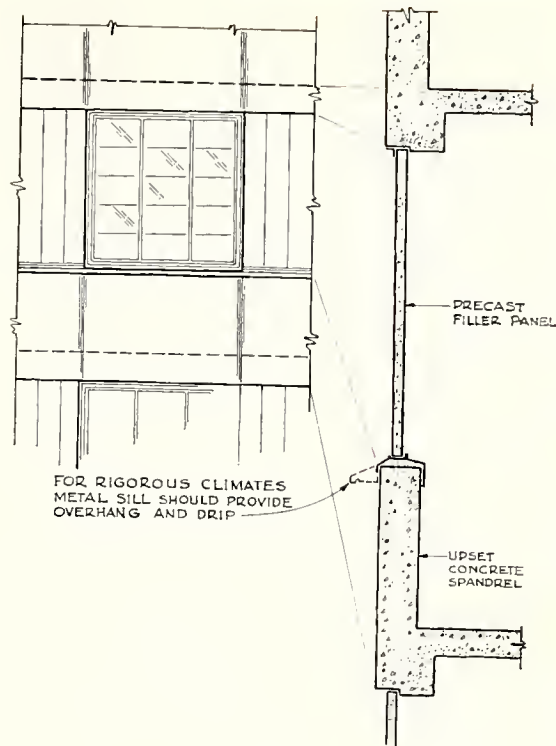 PRECAST
FILLER PANEL
FOR RIGOROUS CLIMATES
METAL SILL SHOULD PROVIDE
OVERHANG AND DRIP
UPSET
CONCRETE
SPANDREL